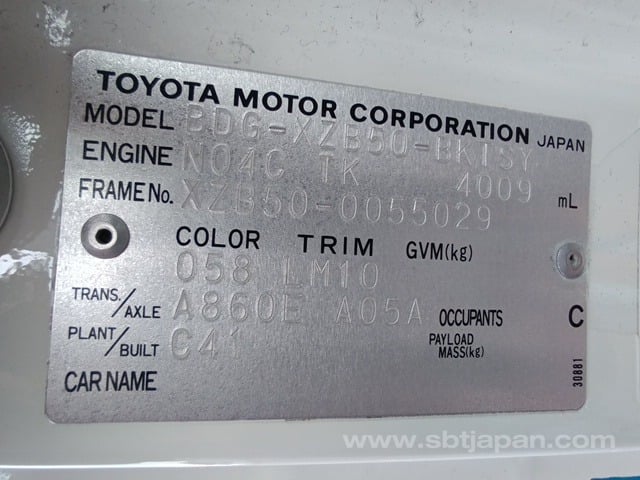 TOYOTA MOTOR CORPORATION JAPAN
MODEL BDG-XZB50-BKTSY
ENGINE N04C TK 4009 mL
FRAME No. XZB50-0055029
COLOR TRIM GVM(kg)
058 LM10
TRANS./AXLE A860E A05A OCCUPANTS C
PLANT/BUILT C41 PAYLOAD MASS(kg)
CAR NAME
30881
www.sbtjapan.com